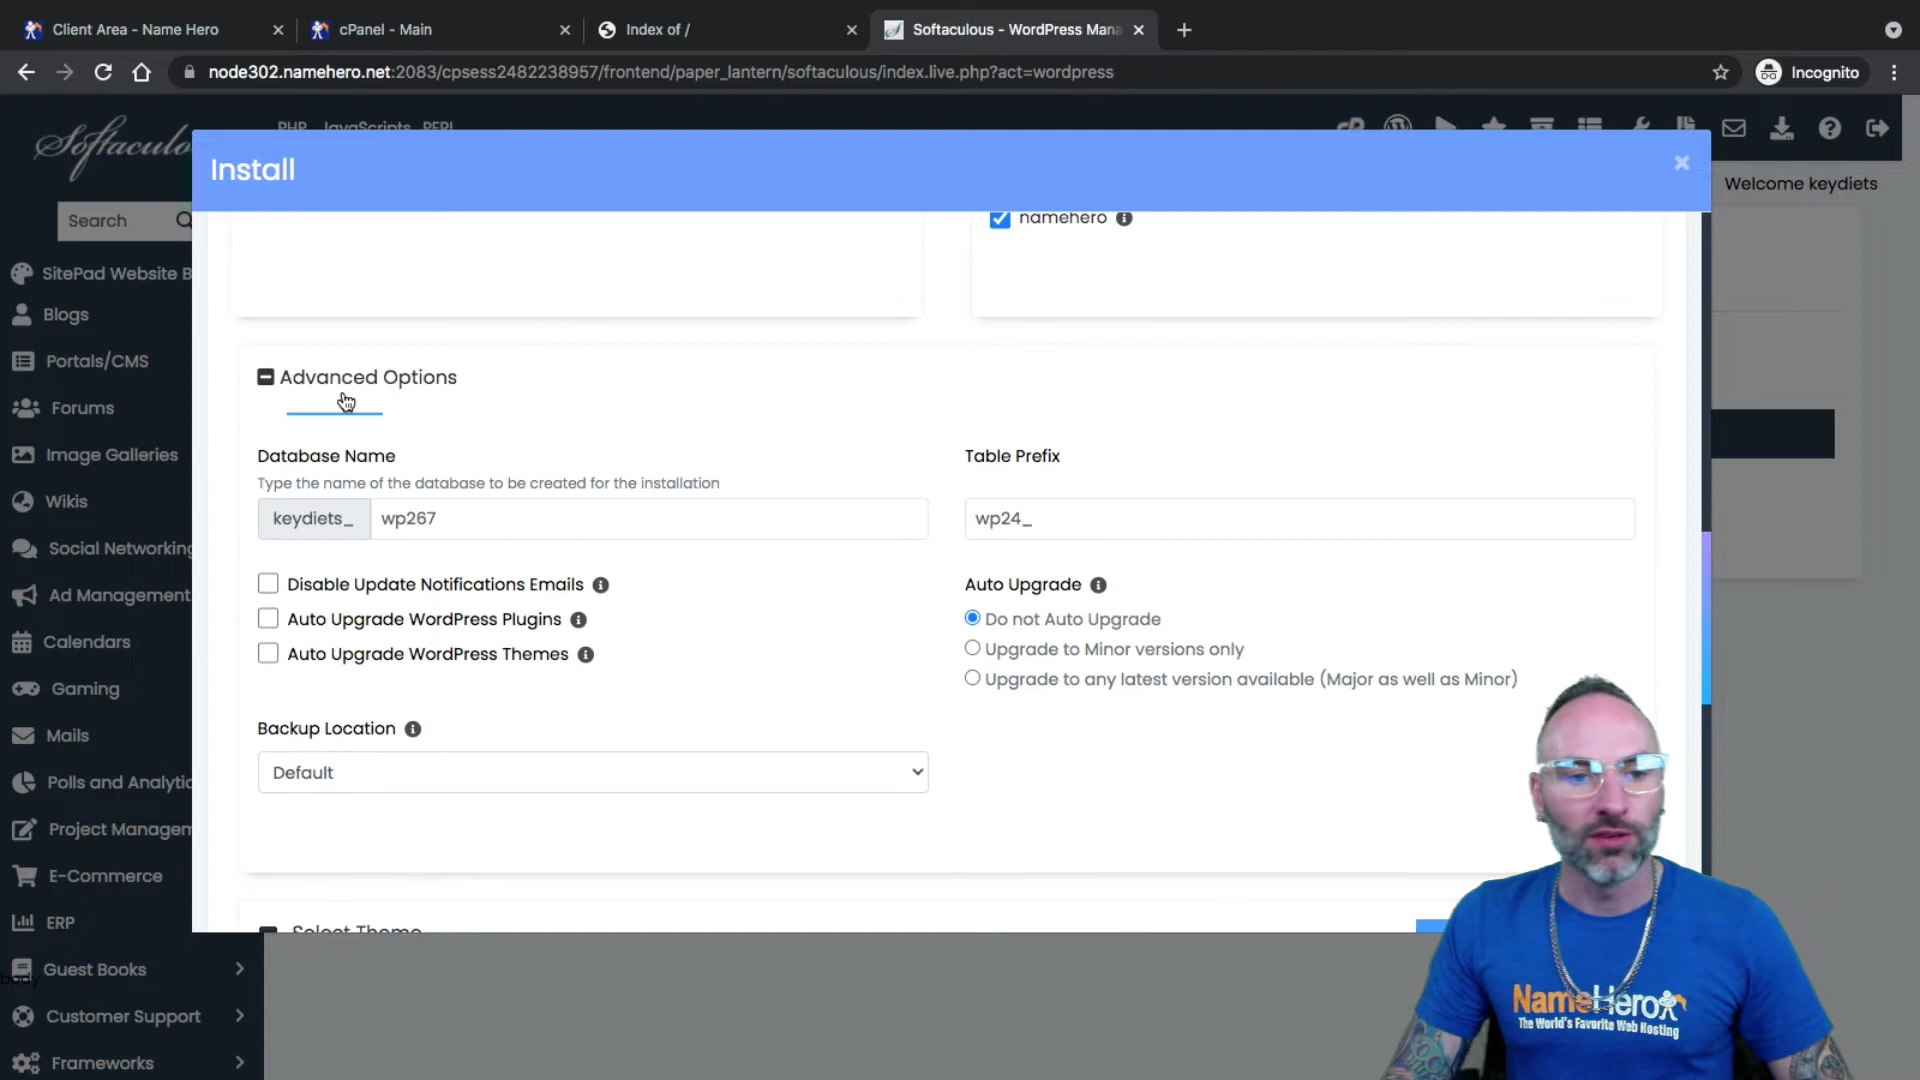 Client Area - Name Hero
cPanel - Main
Index of /
Softaculous - WordPress Mana
node302.namehero.net:2083/cpsess2482238957/frontend/paper_lantern/softaculous/index.live.php?act=wordpress
Incognito
Softaculo
PHP JavaScripts PERL
Install
Welcome keydiets
Search
namehero
SitePad Website B
Blogs
Portals/CMS
Forums
Image Galleries
Wikis
Social Networking
Ad Management
Calendars
Gaming
Mails
Polls and Analytic
Project Managem
E-Commerce
ERP
Guest Books
Customer Support
Frameworks
Advanced Options
Database Name
Type the name of the database to be created for the installation
keydiets_ wp267
Table Prefix
wp24_
Disable Update Notifications Emails
Auto Upgrade WordPress Plugins
Auto Upgrade WordPress Themes
Auto Upgrade
Do not Auto Upgrade
Upgrade to Minor versions only
Upgrade to any latest version available (Major as well as Minor)
Backup Location
Default
Select Theme
NameHero
The World's Favorite Web Hosting